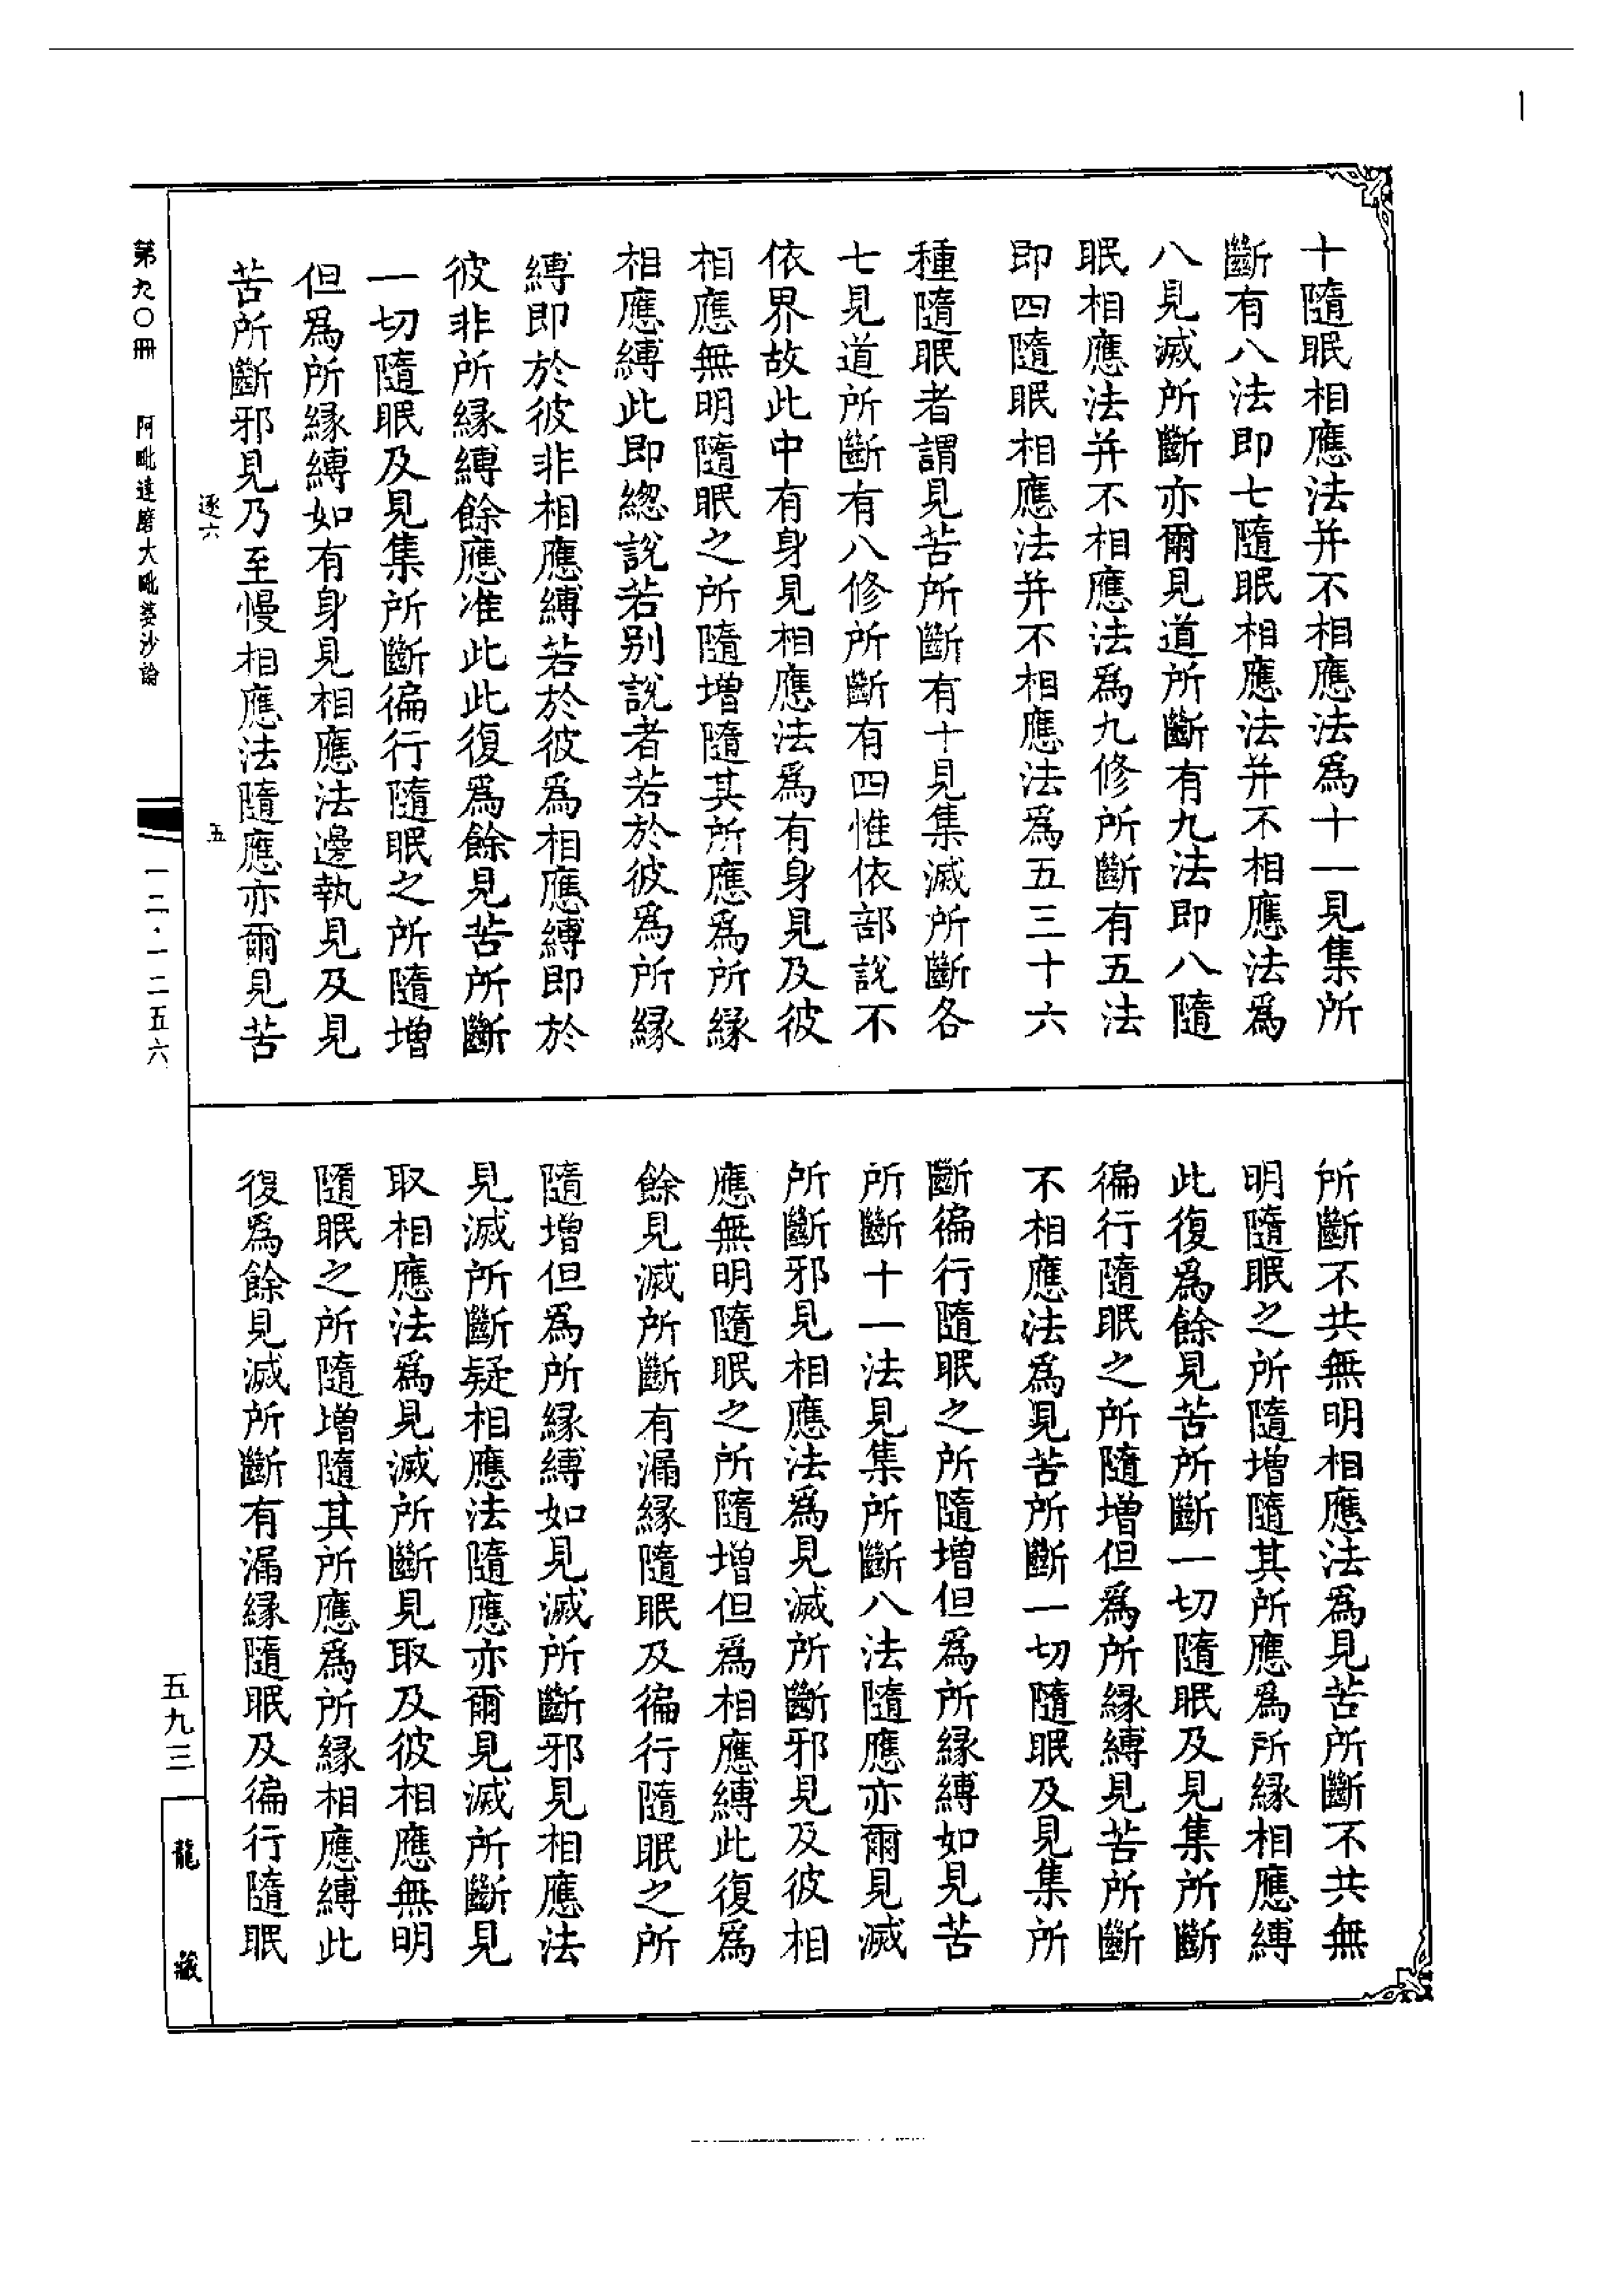 十隨眠相應法并不相應法爲十一見集所
斷有八法即七隨眠相應法并不相應法爲
八見滅所斷亦爾見道所斷有九法即八隨
眠相應法并不相應法爲九修所斷有五法
即四隨眠相應法并不相應法爲五三十六
種隨眠者謂見苦所斷有十見集滅所斷各
七見道所斷有八修所斷有四惟依部說不
依界故此中有身見相應法爲有身見及彼
相應無明隨眠之所隨增隨其所應爲所縁
相應縛此即緫說若别說者若於彼爲所縁
縛即於彼非相應縛若於彼爲相應縛即於
彼非所縁縛餘應准此此復爲餘見苦所斷
一切隨眠及見集所斷徧行隨眠之所隨增
但爲所縁縛如有身見相應法邊執見及見
苦所斷邪見乃至慢相應法隨應亦爾見苦
所斷不共無明相應法爲見苦所斷不共無
明隨眠之所隨增隨其所應爲所縁相應縛
此復爲餘見苦所斷一切隨眠及見集所斷
徧行隨眠之所隨增但爲所縁縛見苦所斷
不相應法爲見苦所斷一切隨眠及見集所
斷徧行隨眠之所隨增但爲所縁縛如見苦
所斷十一法見集所斷八法隨應亦爾見滅
所斷邪見相應法爲見滅所斷邪見及彼相
應無明隨眠之所隨增但爲相應縛此復爲
餘見滅所斷有漏縁隨眠及徧行隨眠之所
隨增但爲所縁縛如見滅所斷邪見相應法
見滅所斷疑相應法隨應亦爾見滅所斷見
取相應法爲見滅所斷見取及彼相應無明
隨眠之所隨增隨其所應爲所縁相應縛此
復爲餘見滅所斷有漏縁隨眠及徧行隨眠
逐六
五
第九〇冊
阿毗達磨大毗婆沙論
一二·一二五六
五九三
龍藏